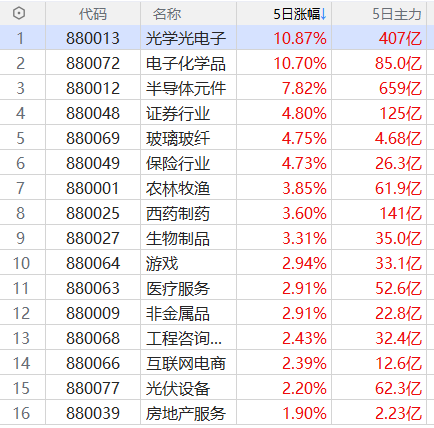 代码 名称 5日涨幅↓ 5日主力
1 880013 光学光电子 10.87% 407亿
2 880072 电子化学品 10.70% 85.0亿
3 880012 半导体元件 7.82% 659亿
4 880048 证券行业 4.80% 125亿
5 880069 玻璃玻纤 4.75% 4.68亿
6 880049 保险行业 4.73% 26.3亿
7 880001 农林牧渔 3.85% 61.9亿
8 880025 西药制药 3.60% 141亿
9 880027 生物制品 3.31% 35.0亿
10 880064 游戏 2.94% 33.1亿
11 880063 医疗服务 2.91% 52.6亿
12 880009 非金属品 2.91% 22.8亿
13 880068 工程咨询... 2.43% 32.4亿
14 880066 互联网电商 2.39% 12.6亿
15 880077 光伏设备 2.20% 62.3亿
16 880039 房地产服务 1.90% 2.23亿